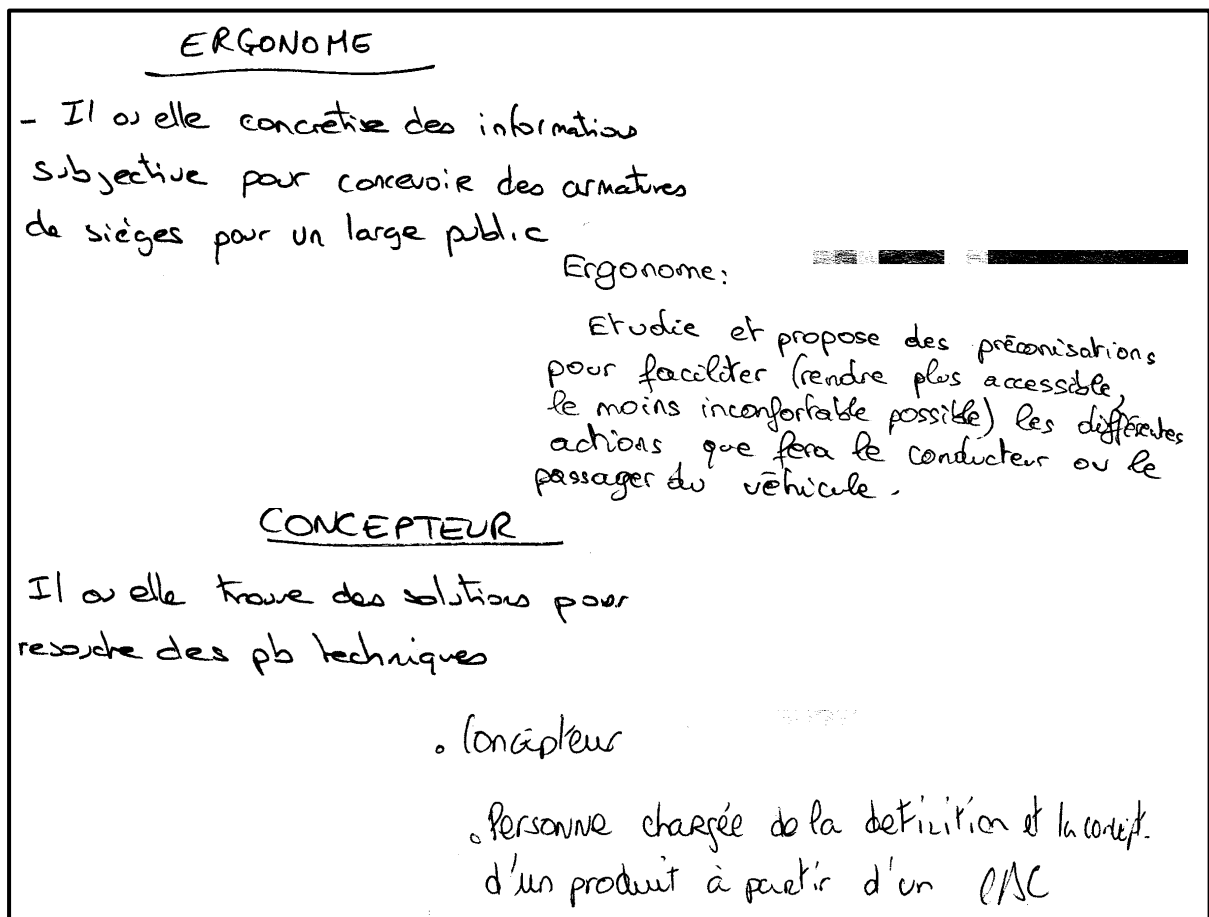 ERGONOME
- Il ou elle concrétise des informations
subjective pour concevoir des armatures
de sièges pour un large public
Ergonome:
Etudie et propose des préconisations
pour faciliter (rendre plus accessible,
le moins inconfortable possible) les différentes
actions que fera le conducteur ou le
passager du véhicule.
CONCEPTEUR
Il ou elle trouve des solutions pour
resoudre des pb techniques
• Concepteur
• Personne chargée de la definition et la concept.
d'un produit à partir d'un